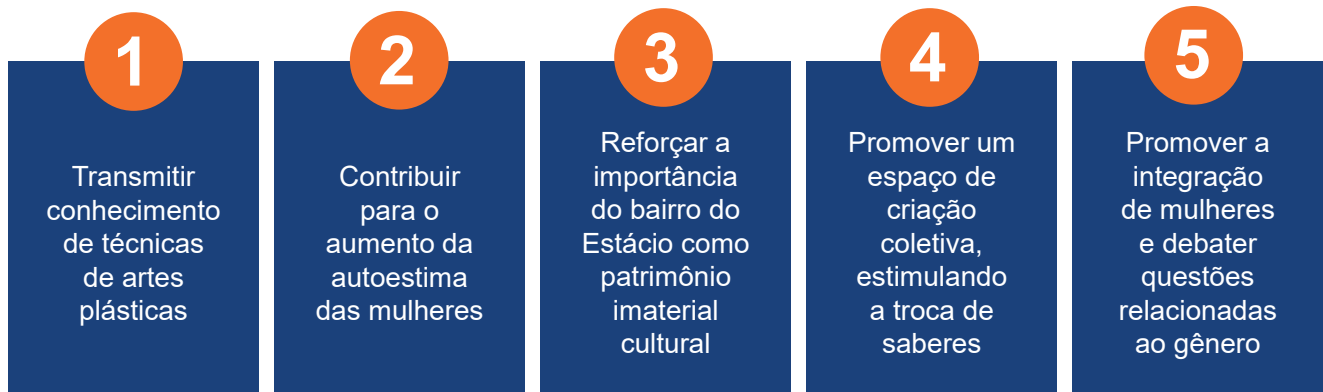 1
Transmitir
conhecimento
de técnicas
de artes
plásticas
2
Contribuir
para o
aumento da
autoestima
das mulheres
3
Reforçar a
importância
do bairro do
Estácio como
patrimônio
imaterial
cultural
4
Promover um
espaço de
criação
coletiva,
estimulando
a troca de
saberes
5
Promover a
integração
de mulheres
e debater
questões
relacionadas
ao gênero